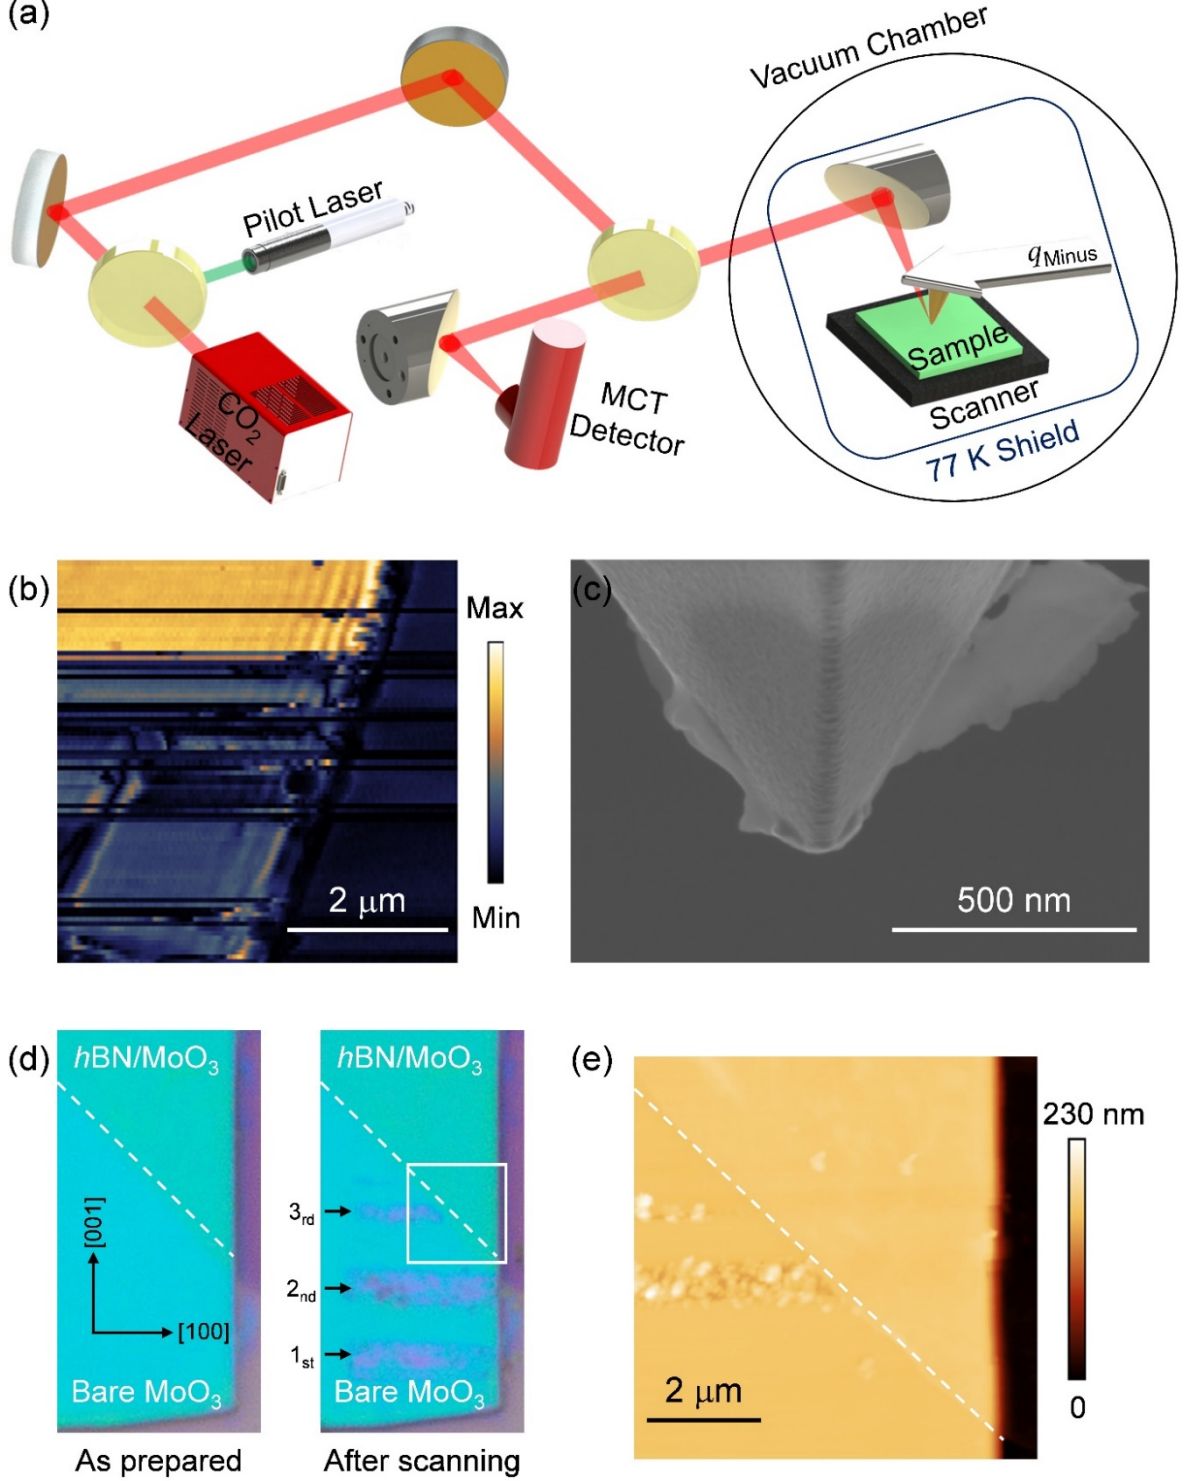 (a)
Vacuum Chamber
Pilot Laser
qMinus
Sample
Scanner
77 K Shield
CO2
Laser
MCT
Detector
(b)
Max
Min
2 μm
(c)
500 nm
(d)
hBN/MoO3
[001]
[100]
Bare MoO3
As prepared
hBN/MoO3
3rd
2nd
1st
Bare MoO3
After scanning
(e)
230 nm
0
2 μm